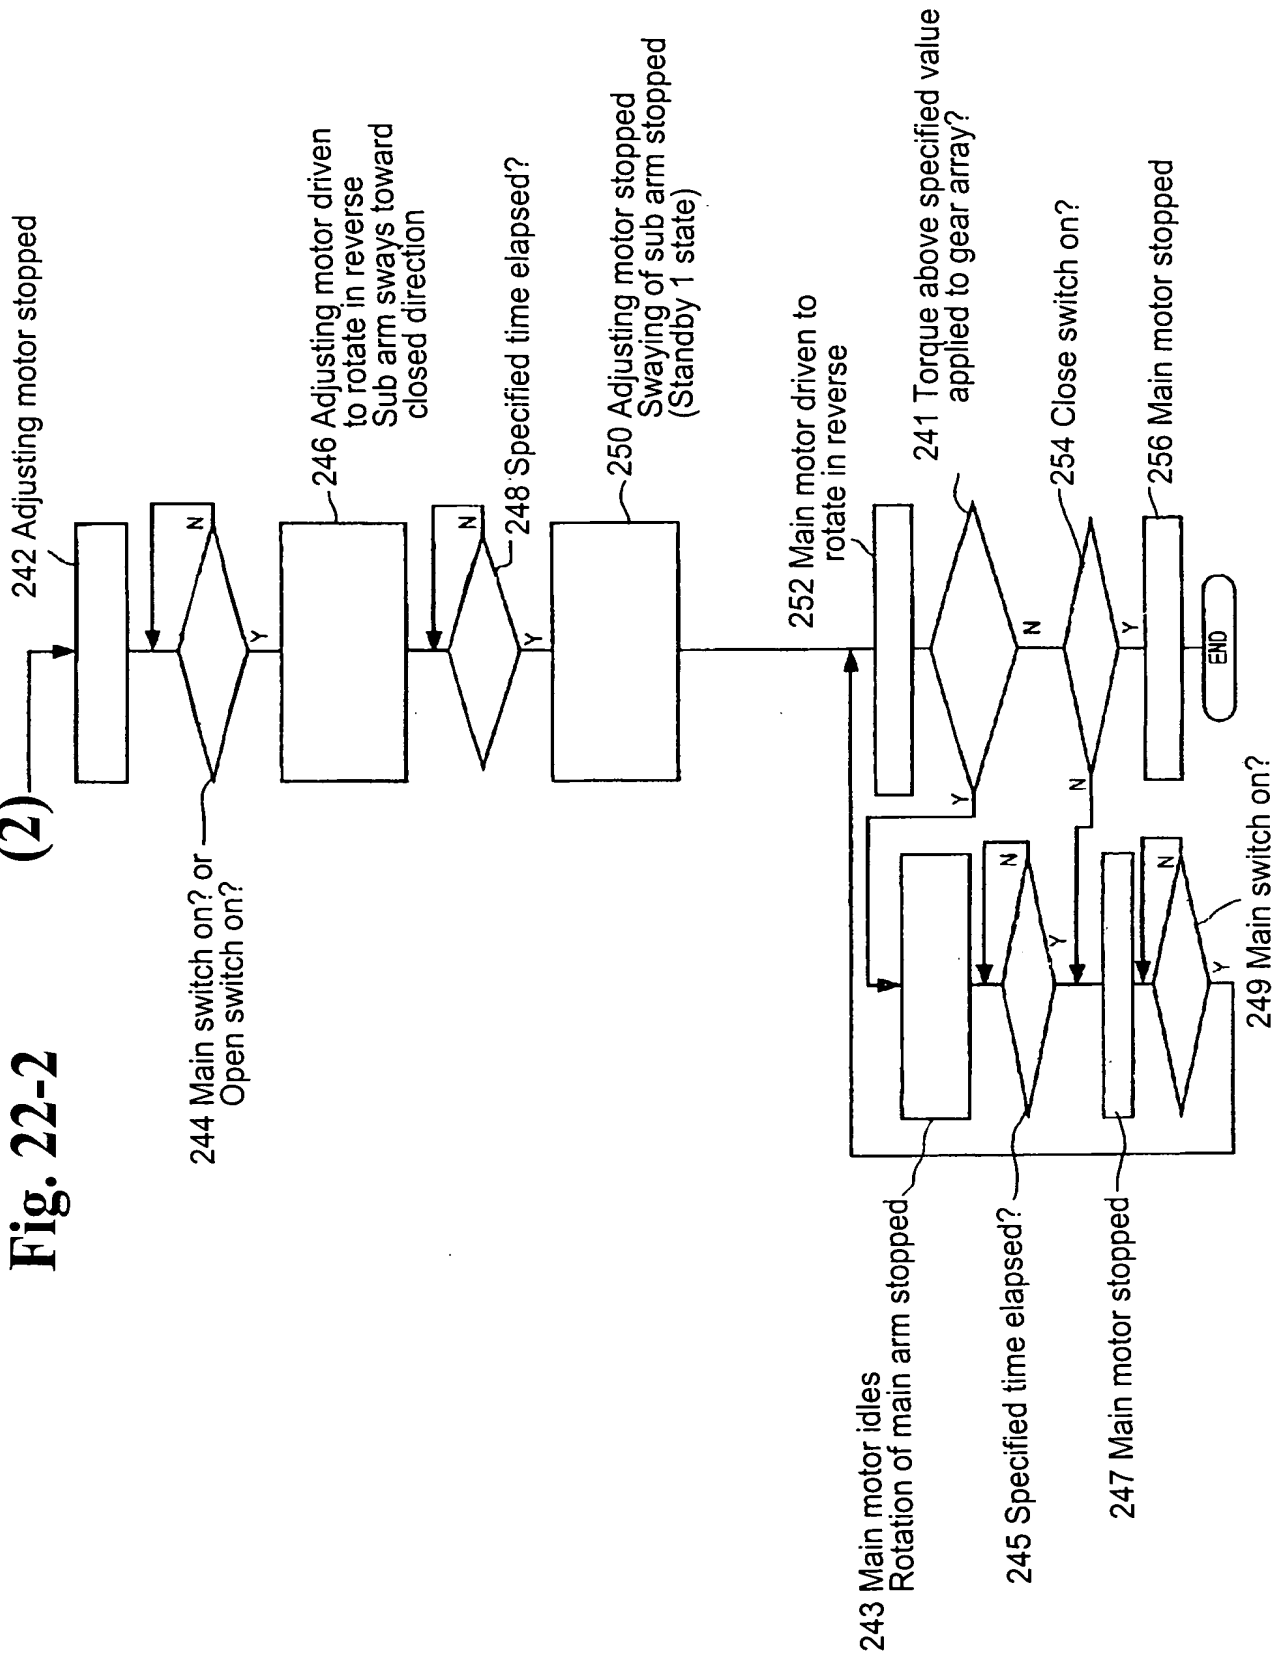 Fig. 22-2
(2)
242 Adjusting motor stopped
244 Main switch on? or
Open switch on?
N
Y
246 Adjusting motor driven
to rotate in reverse
Sub arm sways toward
closed direction
N
248 Specified time elapsed?
Y
250 Adjusting motor stopped
Swaying of sub arm stopped
(Standby 1 state)
252 Main motor driven to
rotate in reverse
241 Torque above specified value
applied to gear array?
Y
N
254 Close switch on?
N
Y
256 Main motor stopped
END
243 Main motor idles
Rotation of main arm stopped
N
245 Specified time elapsed?
Y
247 Main motor stopped
N
249 Main switch on?
Y